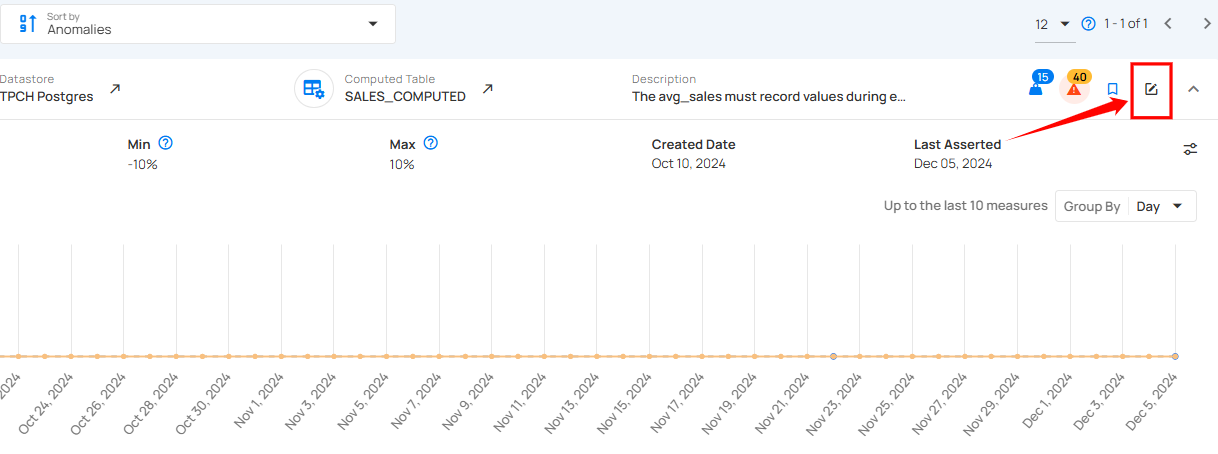 Sort by
Anomalies
12
1 - 1 of 1
Datastore
TPCH Postgres
Computed Table
SALES_COMPUTED
Description
The avg_sales must record values during e...
15
40
Min
-10%
Max
10%
Created Date
Oct 10, 2024
Last Asserted
Dec 05, 2024
Up to the last 10 measures
Group By
Day
2024
Oct 24, 2024
Oct 26, 2024
Oct 28, 2024
Oct 30, 2024
Nov 1, 2024
Nov 3, 2024
Nov 5, 2024
Nov 7, 2024
Nov 9, 2024
Nov 11, 2024
Nov 13, 2024
Nov 15, 2024
Nov 17, 2024
Nov 19, 2024
Nov 21, 2024
Nov 23, 2024
Nov 25, 2024
Nov 27, 2024
Nov 29, 2024
Dec 1, 2024
Dec 3, 2024
Dec 5, 2024